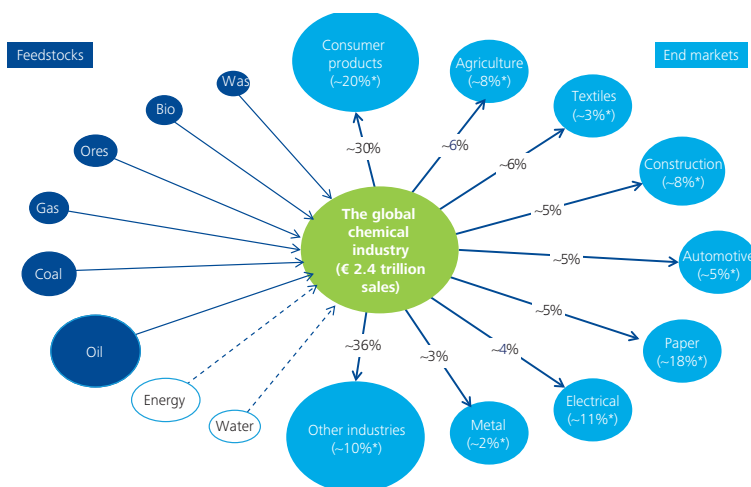 Feedstocks
End markets
Consumer
products
(~20%*)
Agriculture
(~8%*)
Textiles
(~3%*)
Construction
(~8%*)
Automotive
(~5%*)
Paper
(~18%*)
Electrical
(~11%*)
Metal
(~2%*)
Other industries
(~10%*)
Was
Bio
Ores
Gas
Coal
Oil
Energy
Water
The global
chemical
industry
(€ 2.4 trillion
sales)
~30%
~6%
~6%
~5%
~5%
~5%
~4%
~3%
~36%